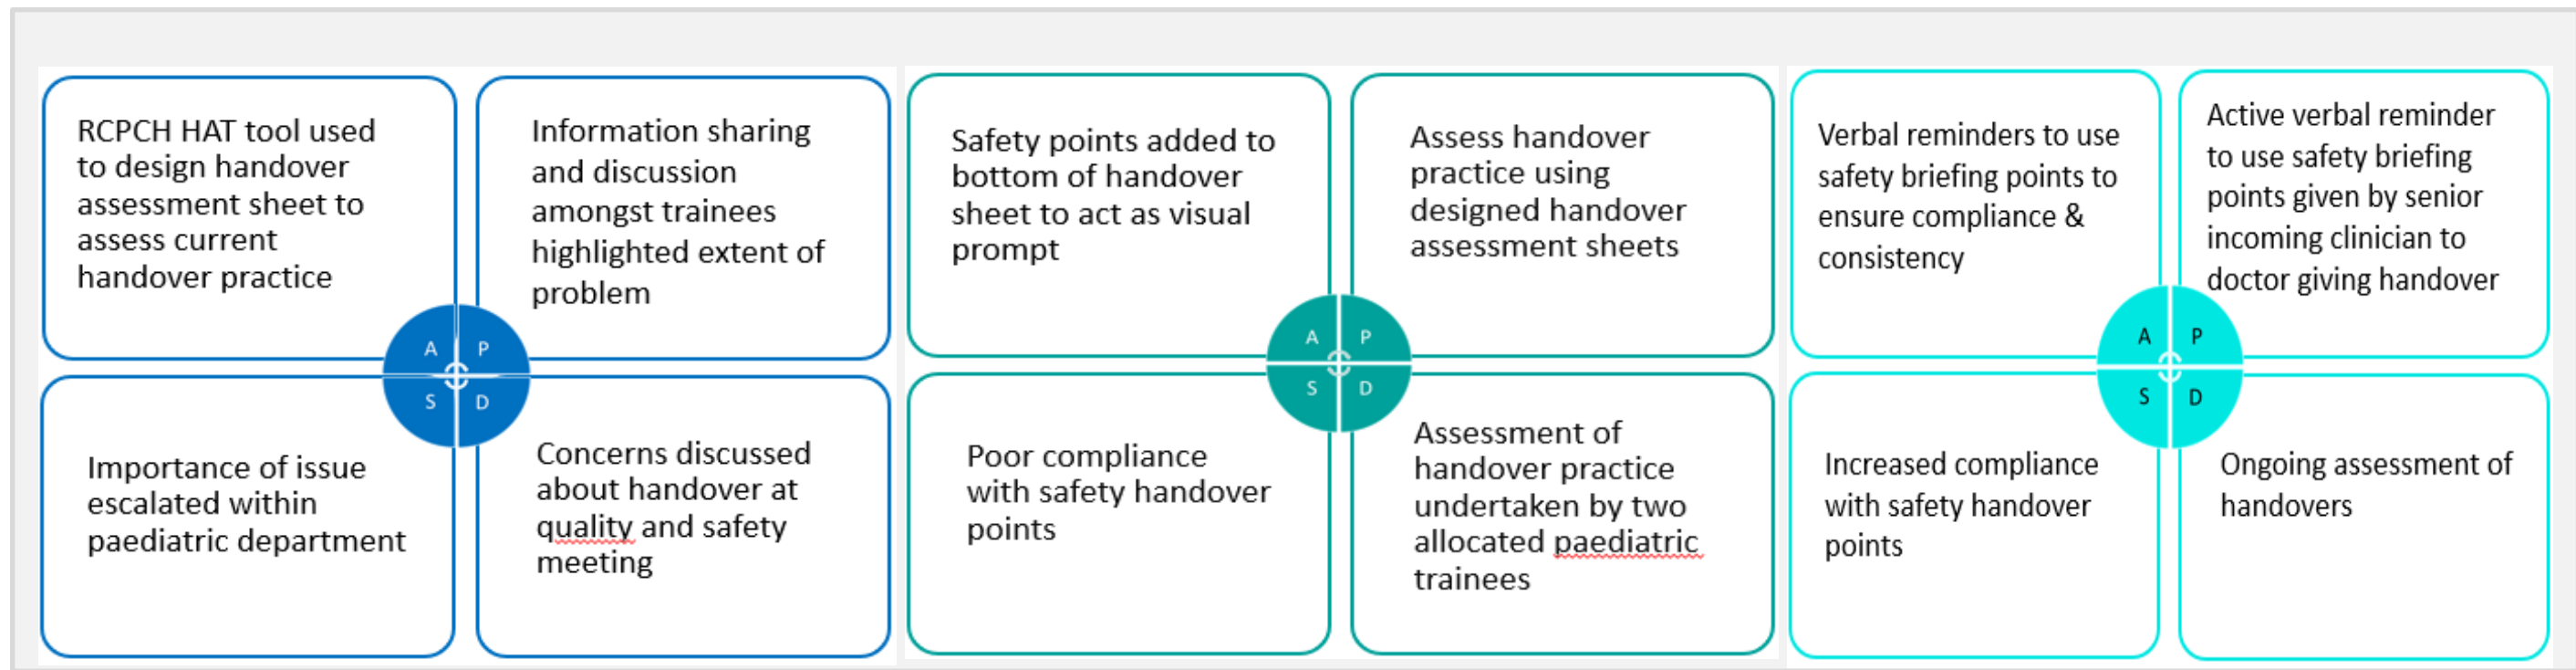 RCPCH HAT tool used
to design handover
assessment sheet to
assess current
handover practice
Information sharing
and discussion
amongst trainees
highlighted extent of
problem
A P
S D
Importance of issue
escalated within
paediatric department
Concerns discussed
about handover at
quality and safety
meeting
Safety points added to
bottom of handover
sheet to act as visual
prompt
Assess handover
practice using
designed handover
assessment sheets
A P
S D
Poor compliance
with safety handover
points
Assessment of
handover practice
undertaken by two
allocated paediatric
trainees
Verbal reminders to use
safety briefing points to
ensure compliance &
consistency
Active verbal reminder
to use safety briefing
points given by senior
incoming clinician to
doctor giving handover
A P
S D
Increased compliance
with safety handover
points
Ongoing assessment of
handovers